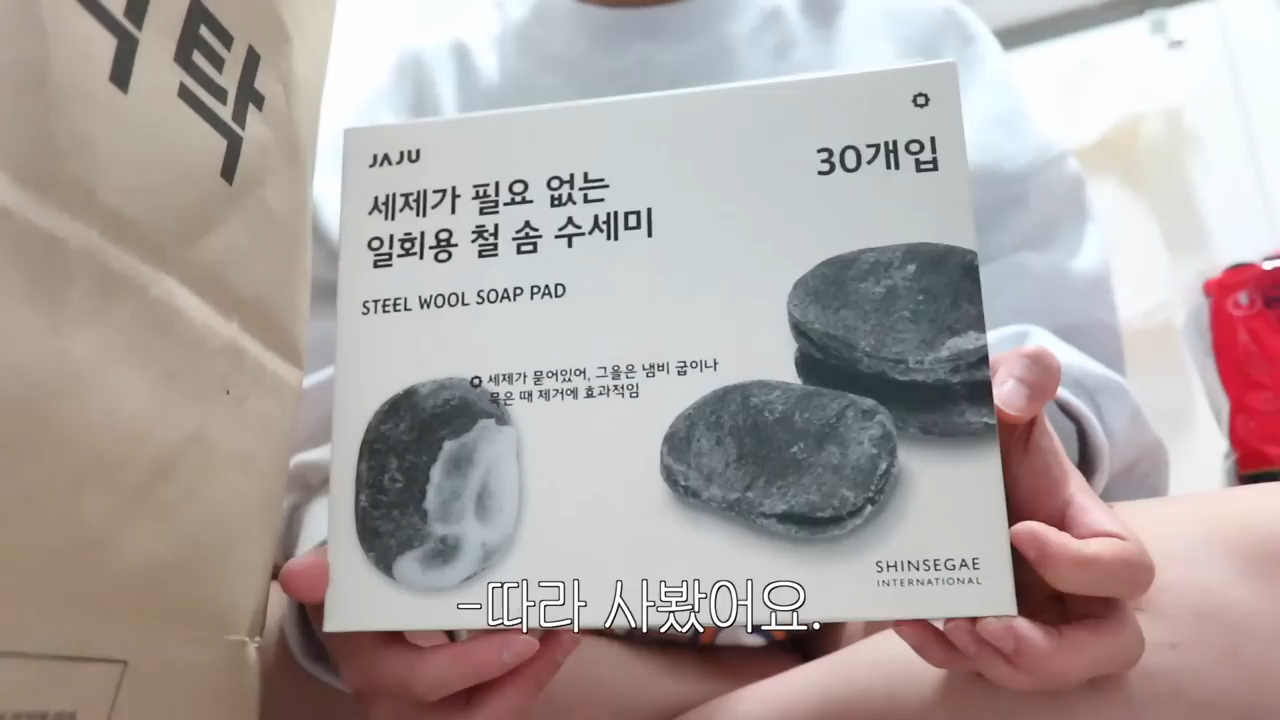 탁
JAJU
30개입
세제가 필요 없는
일회용 철 솜 수세미
STEEL WOOL SOAP PAD
세제가 묻어있어, 그을은 냄비 굽이나
묵은 때 제거에 효과적임
SHINSEGAE
INTERNATIONAL
-따라 사봤어요.